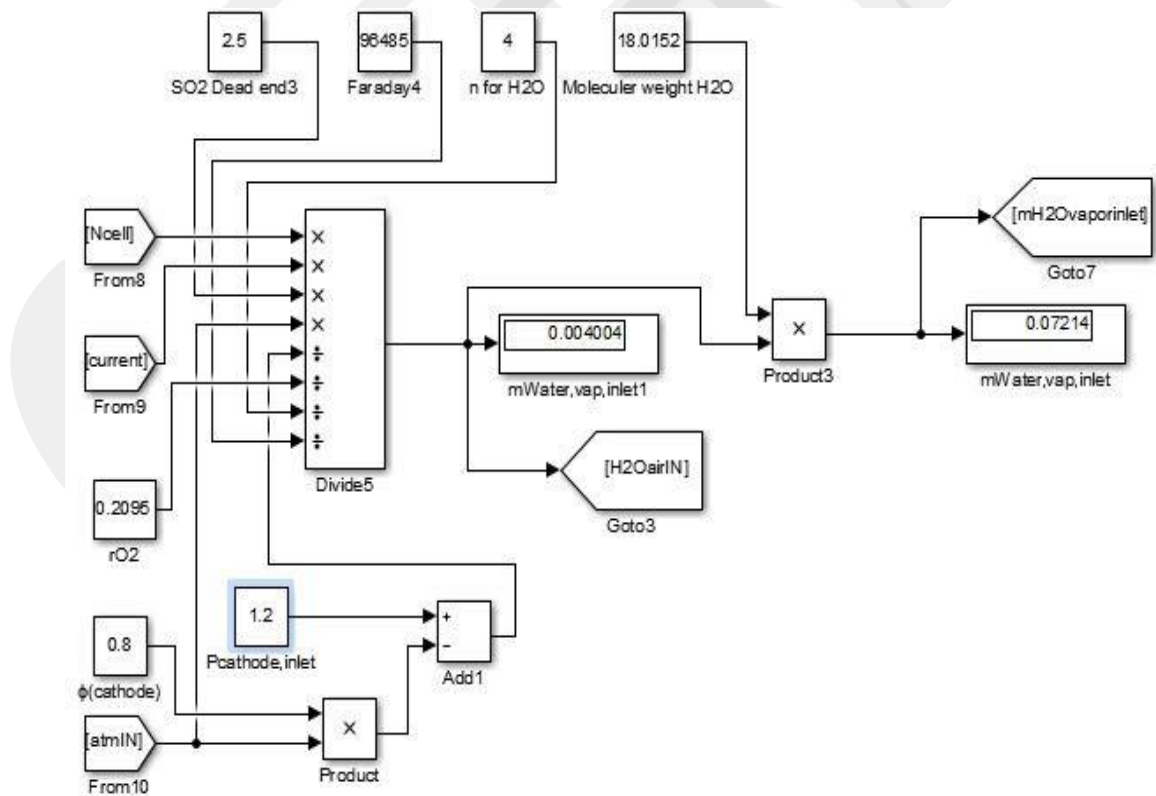 2.5
SO2 Dead end3
96485
Faraday4
4
n for H2O
18.0152
Moleculer weight H2O
[Ncell]
From8
[current]
From9
0.2095
rO2
×
×
×
×
÷
÷
÷
÷
Divide5
0.004004
mWater,vap,inlet1
[H2OairIN]
Goto3
×
Product3
[mH2Ovaporinlet]
Goto7
0.07214
mWater,vap,inlet
1.2
Pcathode,inlet
0.8
ϕ(cathode)
[atmIN]
From10
×
Product
+
−
Add1